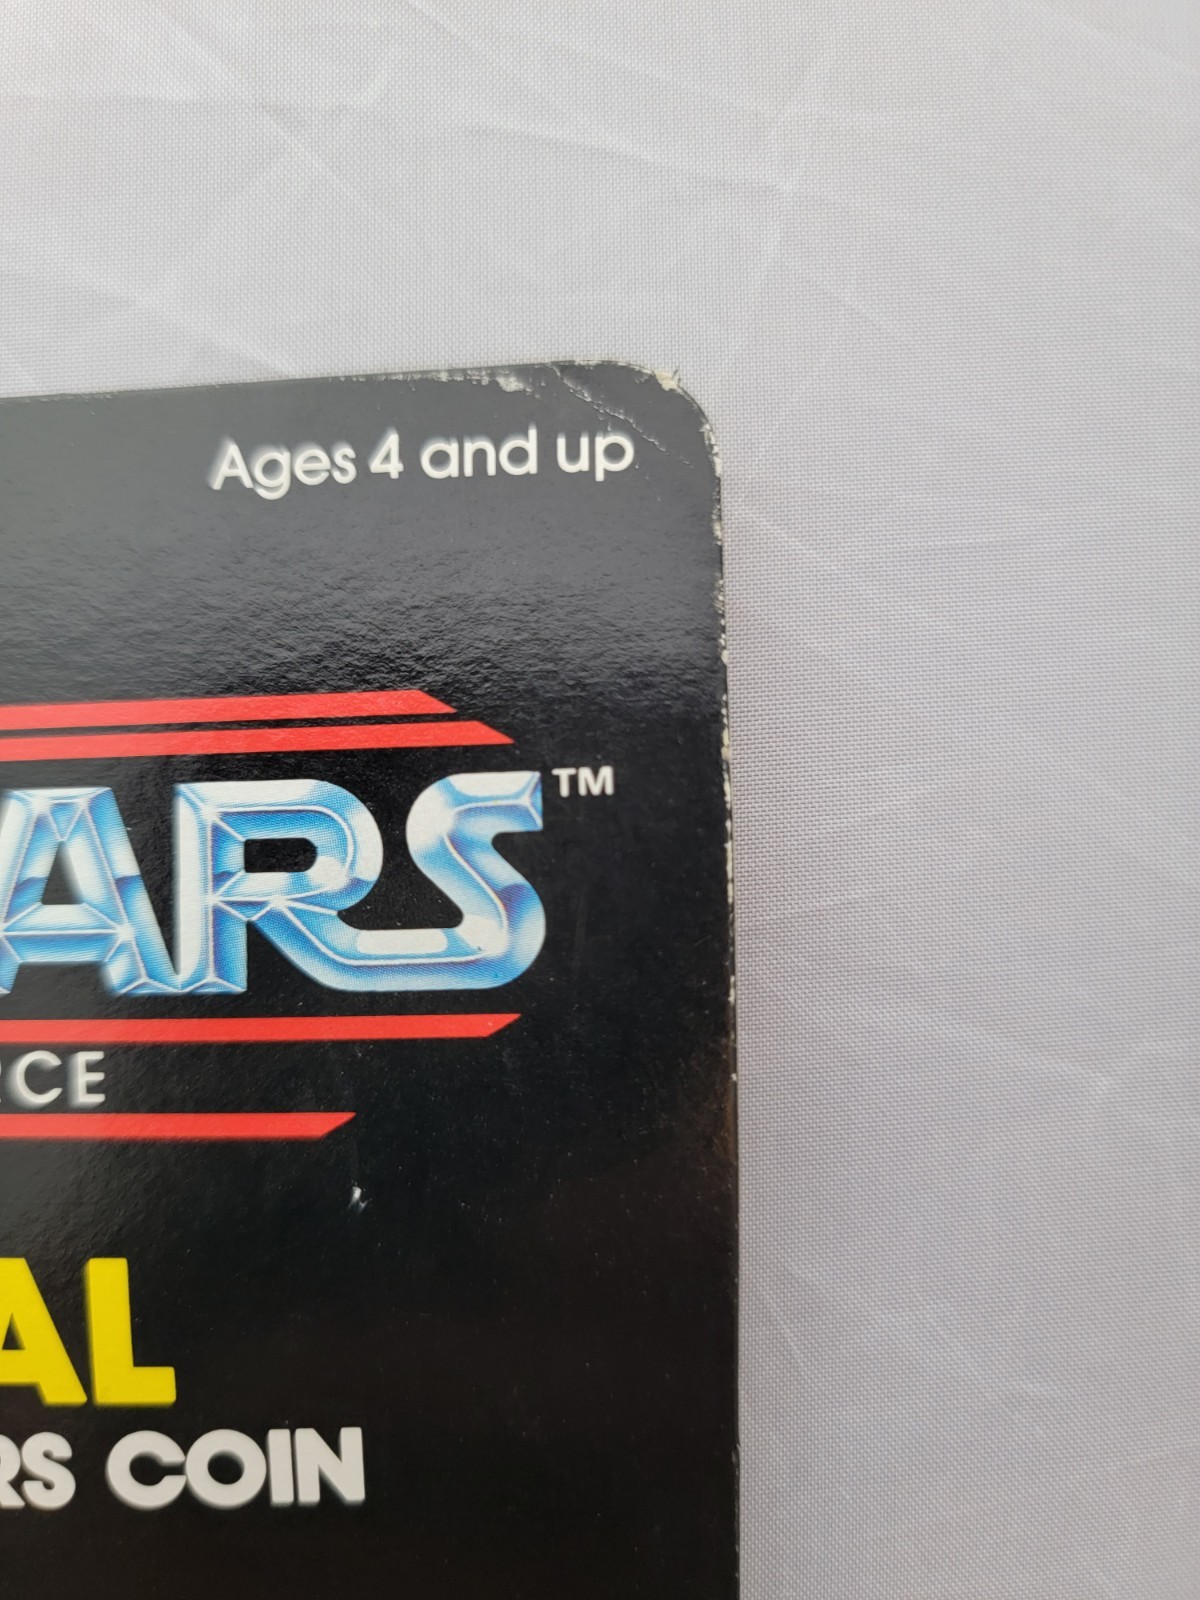 Ages 4 and up
ARS™
RCE
AL
RS COIN